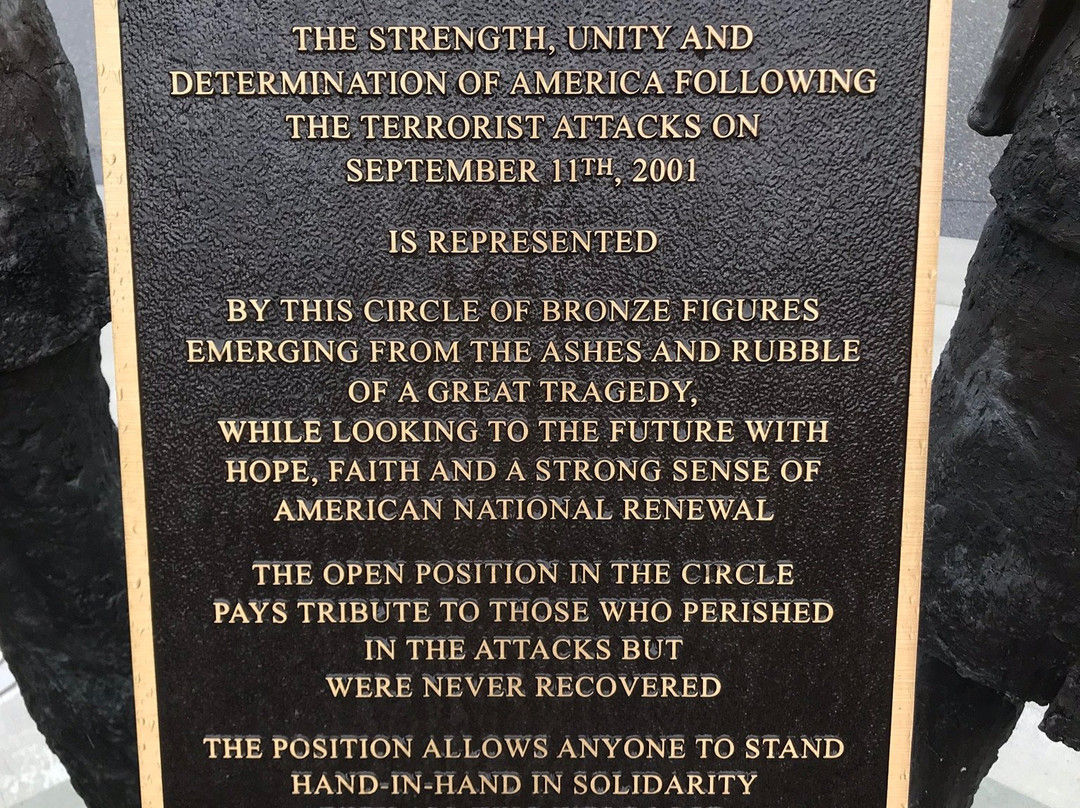 THE STRENGTH, UNITY AND
DETERMINATION OF AMERICA FOLLOWING
THE TERRORIST ATTACKS ON
SEPTEMBER 11TH, 2001
IS REPRESENTED
BY THIS CIRCLE OF BRONZE FIGURES
EMERGING FROM THE ASHES AND RUBBLE
OF A GREAT TRAGEDY,
WHILE LOOKING TO THE FUTURE WITH
HOPE, FAITH AND A STRONG SENSE OF
AMERICAN NATIONAL RENEWAL
THE OPEN POSITION IN THE CIRCLE
PAYS TRIBUTE TO THOSE WHO PERISHED
IN THE ATTACKS BUT
WERE NEVER RECOVERED
THE POSITION ALLOWS ANYONE TO STAND
HAND-IN-HAND IN SOLIDARITY